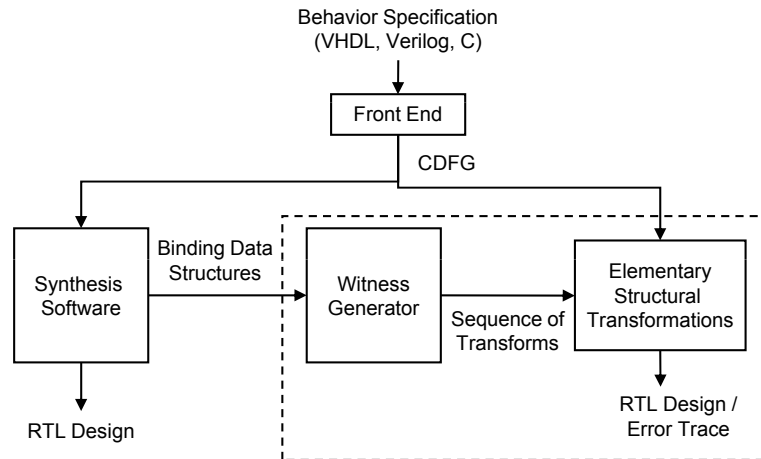 Behavior Specification
(VHDL, Verilog, C)
Front End
CDFG
Synthesis
Software
Binding Data
Structures
Witness
Generator
Sequence of
Transforms
Elementary
Structural
Transformations
RTL Design
RTL Design /
Error Trace